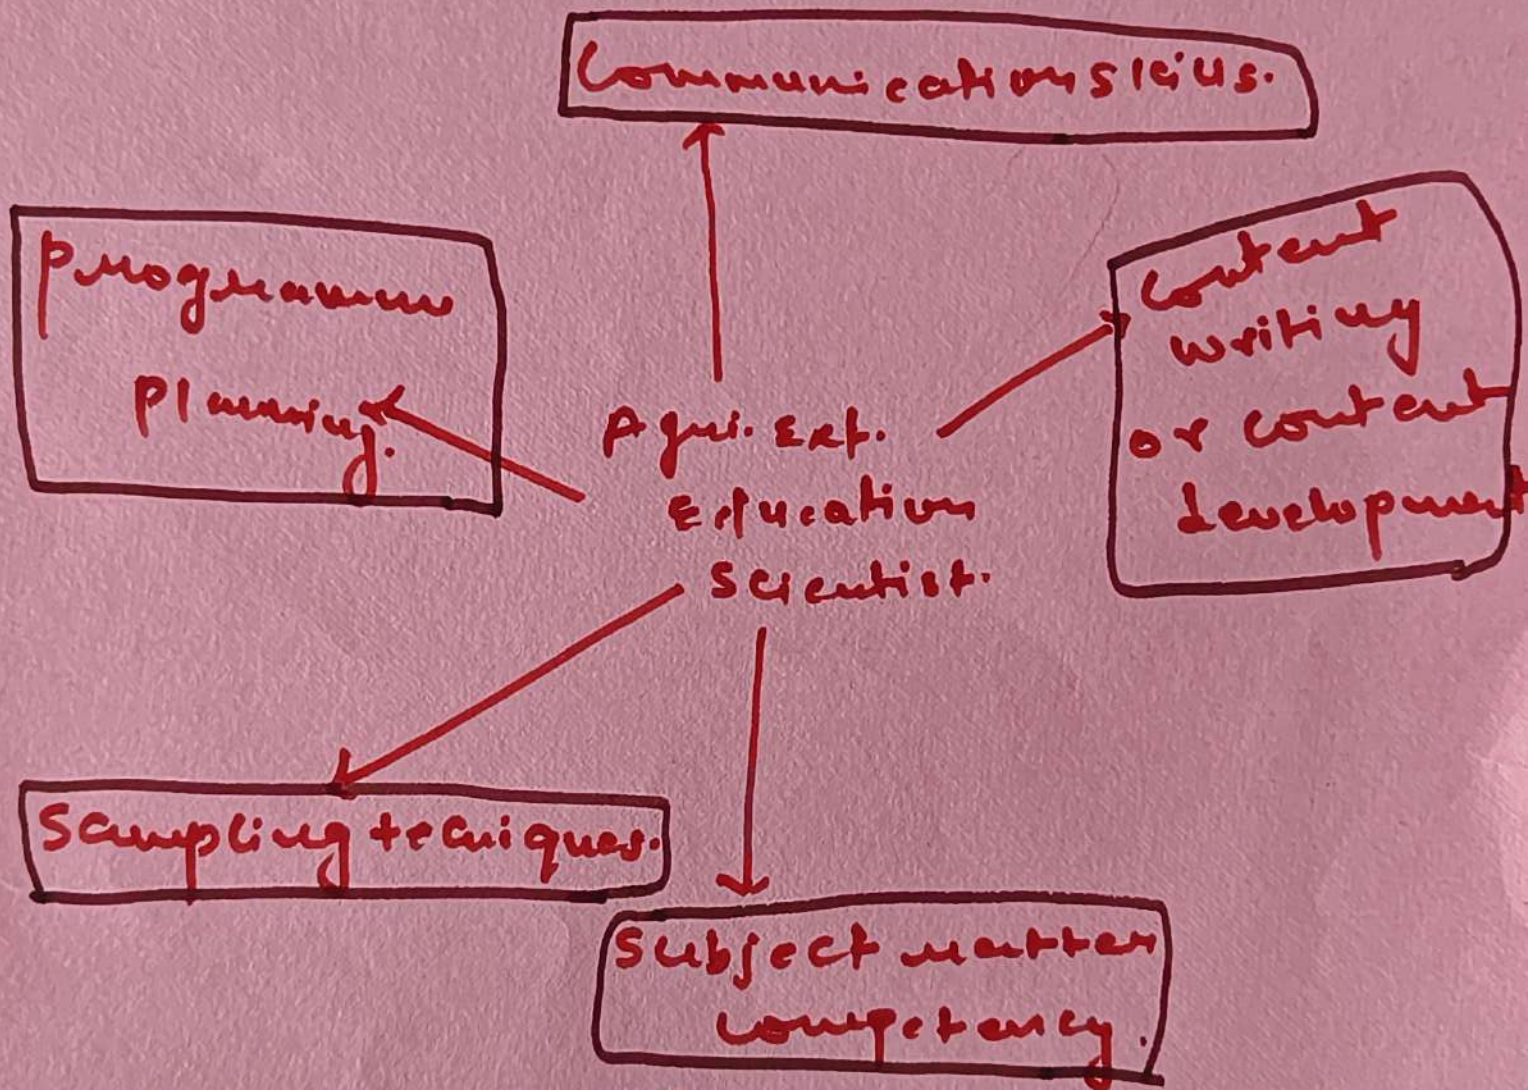 Communication skills.
Programme
Planning.
Content
writing
or content
development
Agri. Ext.
Education
Scientist.
Sampling tecniques.
Subject matter
competency.